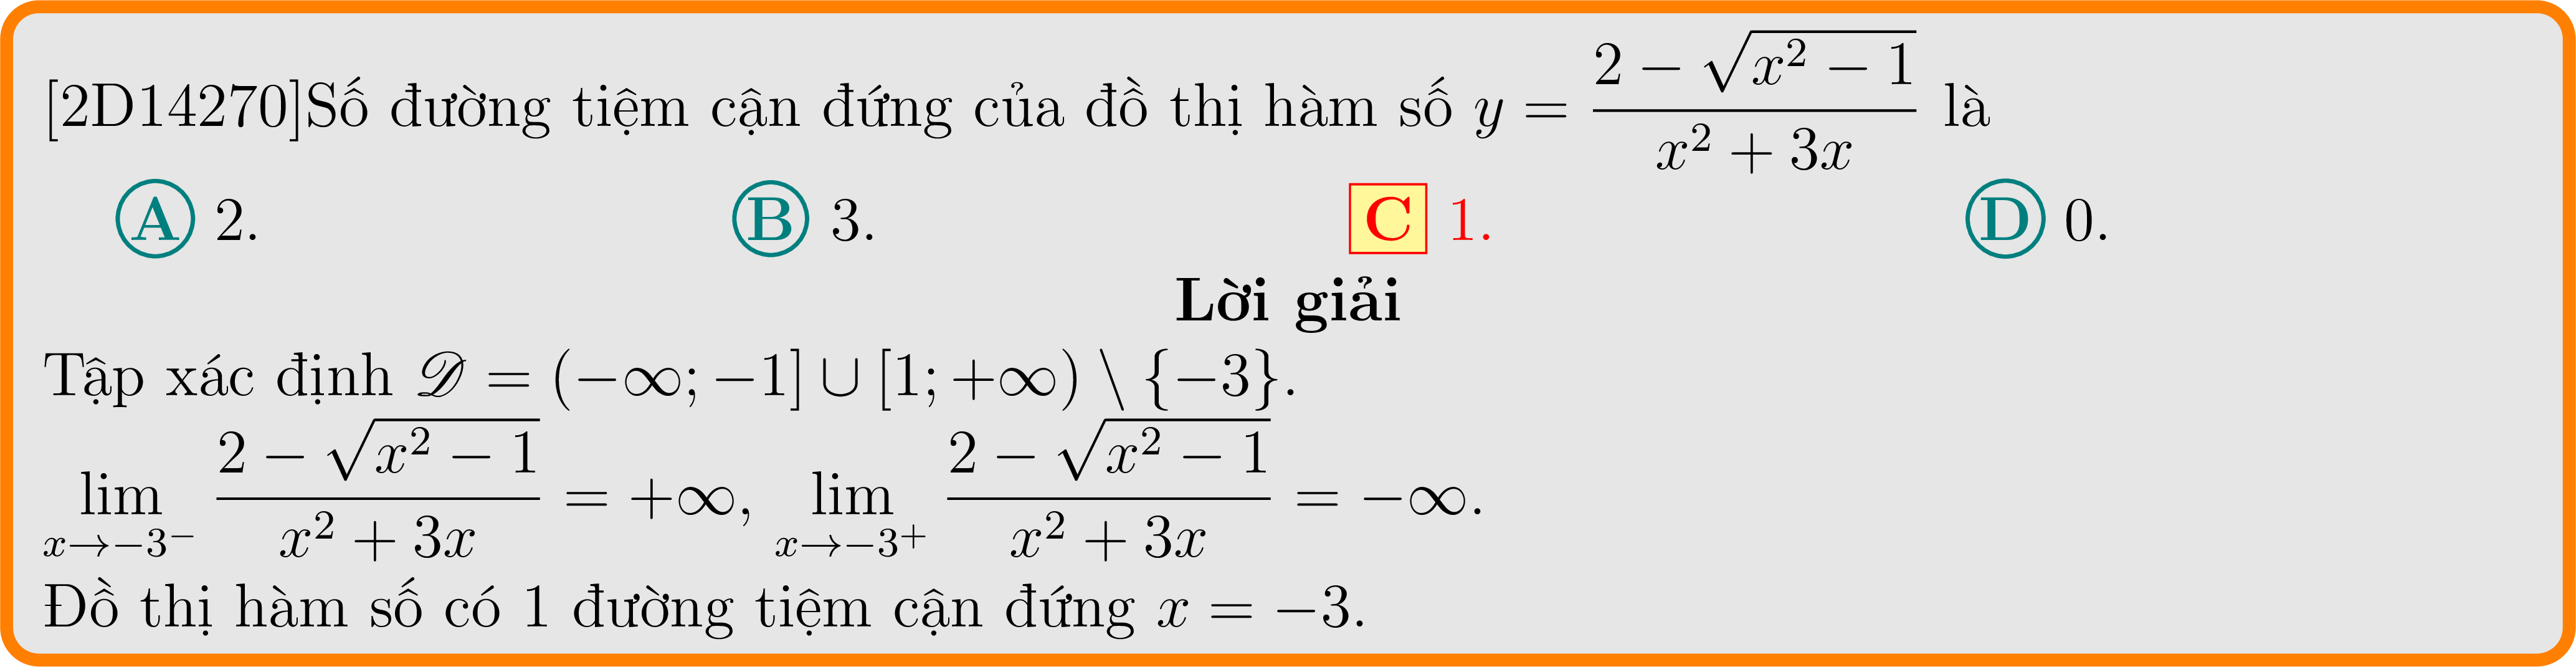 [2D14270]Số đường tiệm cận đứng của đồ thị hàm số $y = \dfrac{2 - \sqrt{x^2 - 1}}{x^2 + 3x}$ là
A 2. B 3. C 1. D 0.
Lời giải
Tập xác định $\mathscr{D} = (-\infty; -1] \cup [1; +\infty) \setminus \{-3\}$.
$\lim\limits_{x \to -3^-} \dfrac{2 - \sqrt{x^2 - 1}}{x^2 + 3x} = +\infty$, $\lim\limits_{x \to -3^+} \dfrac{2 - \sqrt{x^2 - 1}}{x^2 + 3x} = -\infty$.
Đồ thị hàm số có 1 đường tiệm cận đứng $x = -3$.